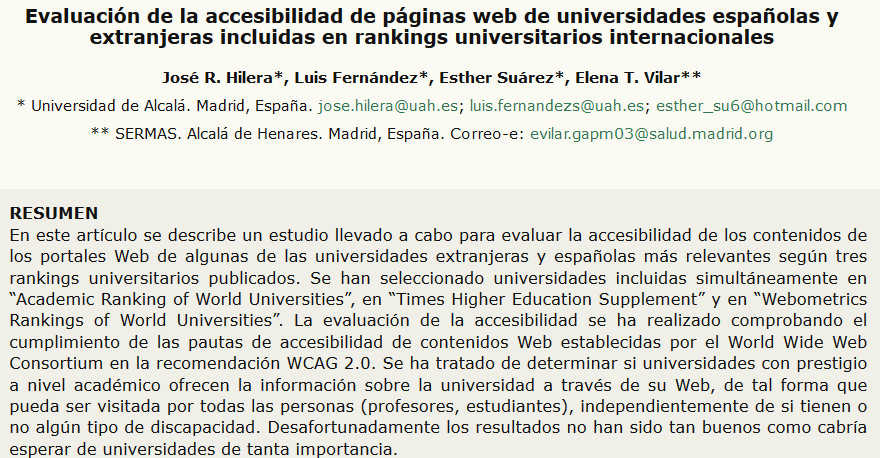 Evaluación de la accesibilidad de páginas web de universidades españolas y
extranjeras incluidas en rankings universitarios internacionales
José R. Hilera*, Luis Fernández*, Esther Suárez*, Elena T. Vilar**
* Universidad de Alcalá. Madrid, España. jose.hilera@uah.es; luis.fernandezs@uah.es; esther_su6@hotmail.com
** SERMAS. Alcalá de Henares. Madrid, España. Correo-e: evilar.gapm03@salud.madrid.org
RESUMEN
En este artículo se describe un estudio llevado a cabo para evaluar la accesibilidad de los contenidos de
los portales Web de algunas de las universidades extranjeras y españolas más relevantes según tres
rankings universitarios publicados. Se han seleccionado universidades incluidas simultáneamente en
“Academic Ranking of World Universities”, en “Times Higher Education Supplement” y en “Webometrics
Rankings of World Universities”. La evaluación de la accesibilidad se ha realizado comprobando el
cumplimiento de las pautas de accesibilidad de contenidos Web establecidas por el World Wide Web
Consortium en la recomendación WCAG 2.0. Se ha tratado de determinar si universidades con prestigio
a nivel académico ofrecen la información sobre la universidad a través de su Web, de tal forma que
pueda ser visitada por todas las personas (profesores, estudiantes), independientemente de si tienen o
no algún tipo de discapacidad. Desafortunadamente los resultados no han sido tan buenos como cabría
esperar de universidades de tanta importancia.